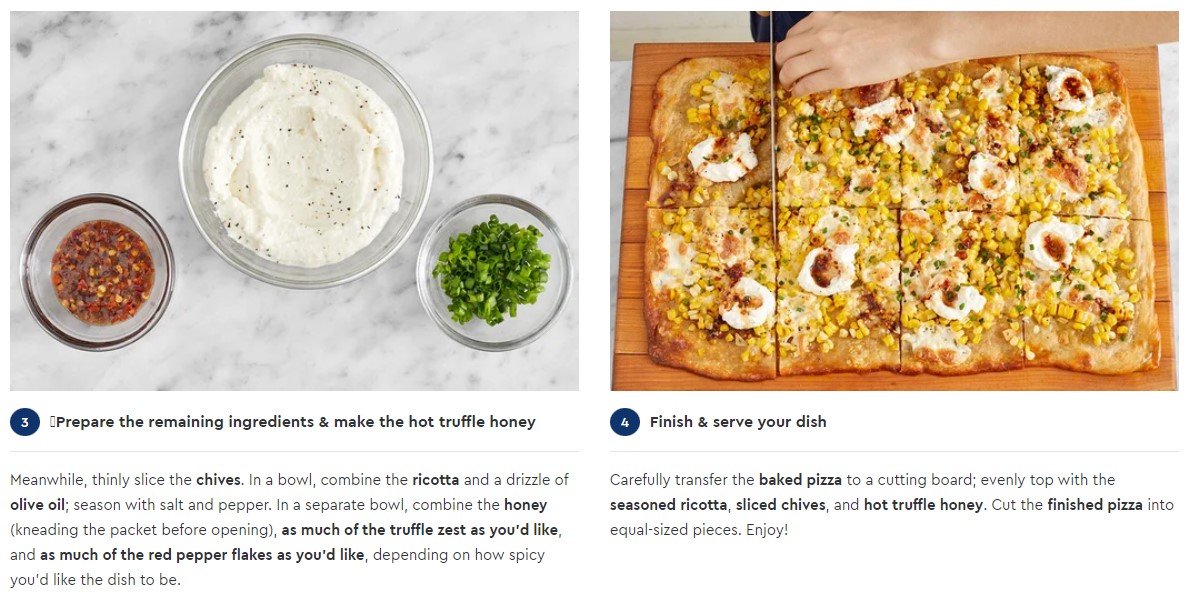 3 Prepare the remaining ingredients & make the hot truffle honey
Meanwhile, thinly slice the chives. In a bowl, combine the ricotta and a drizzle of
olive oil; season with salt and pepper. In a separate bowl, combine the honey
(kneading the packet before opening), as much of the truffle zest as you'd like,
and as much of the red pepper flakes as you'd like, depending on how spicy
you'd like the dish to be.
4 Finish & serve your dish
Carefully transfer the baked pizza to a cutting board; evenly top with the
seasoned ricotta, sliced chives, and hot truffle honey. Cut the finished pizza into
equal-sized pieces. Enjoy!